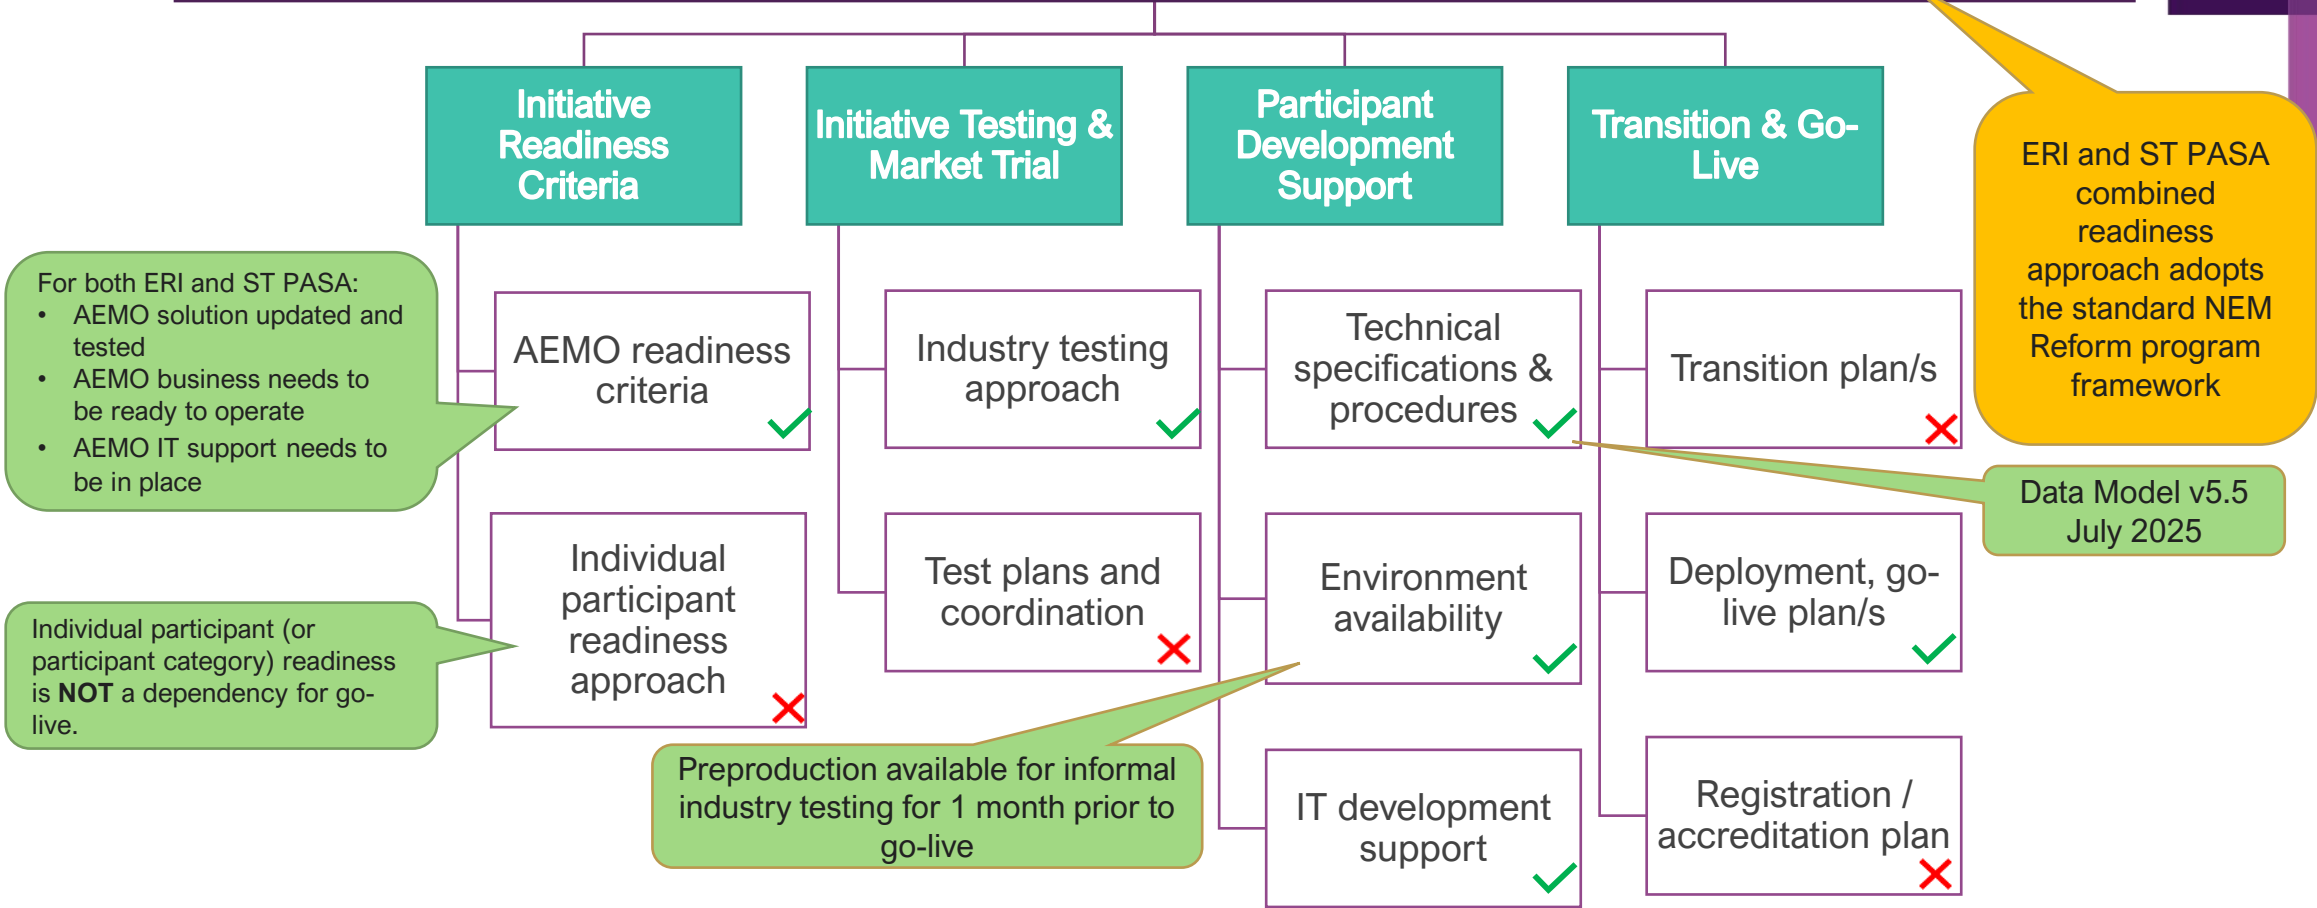 Initiative
Readiness
Criteria
Initiative Testing &
Market Trial
Participant
Development
Support
Transition & Go-
Live
ERI and ST PASA
combined
readiness
approach adopts
the standard NEM
Reform program
framework
For both ERI and ST PASA:
• AEMO solution updated and
tested
• AEMO business needs to
be ready to operate
• AEMO IT support needs to
be in place
AEMO readiness
criteria
Industry testing
approach
Technical
specifications &
procedures
Transition plan/s
Data Model v5.5
July 2025
Individual participant (or
participant category) readiness
is NOT a dependency for go-
live.
Individual
participant
readiness
approach
Test plans and
coordination
Environment
availability
Deployment, go-
live plan/s
Preproduction available for informal
industry testing for 1 month prior to
go-live
IT development
support
Registration /
accreditation plan